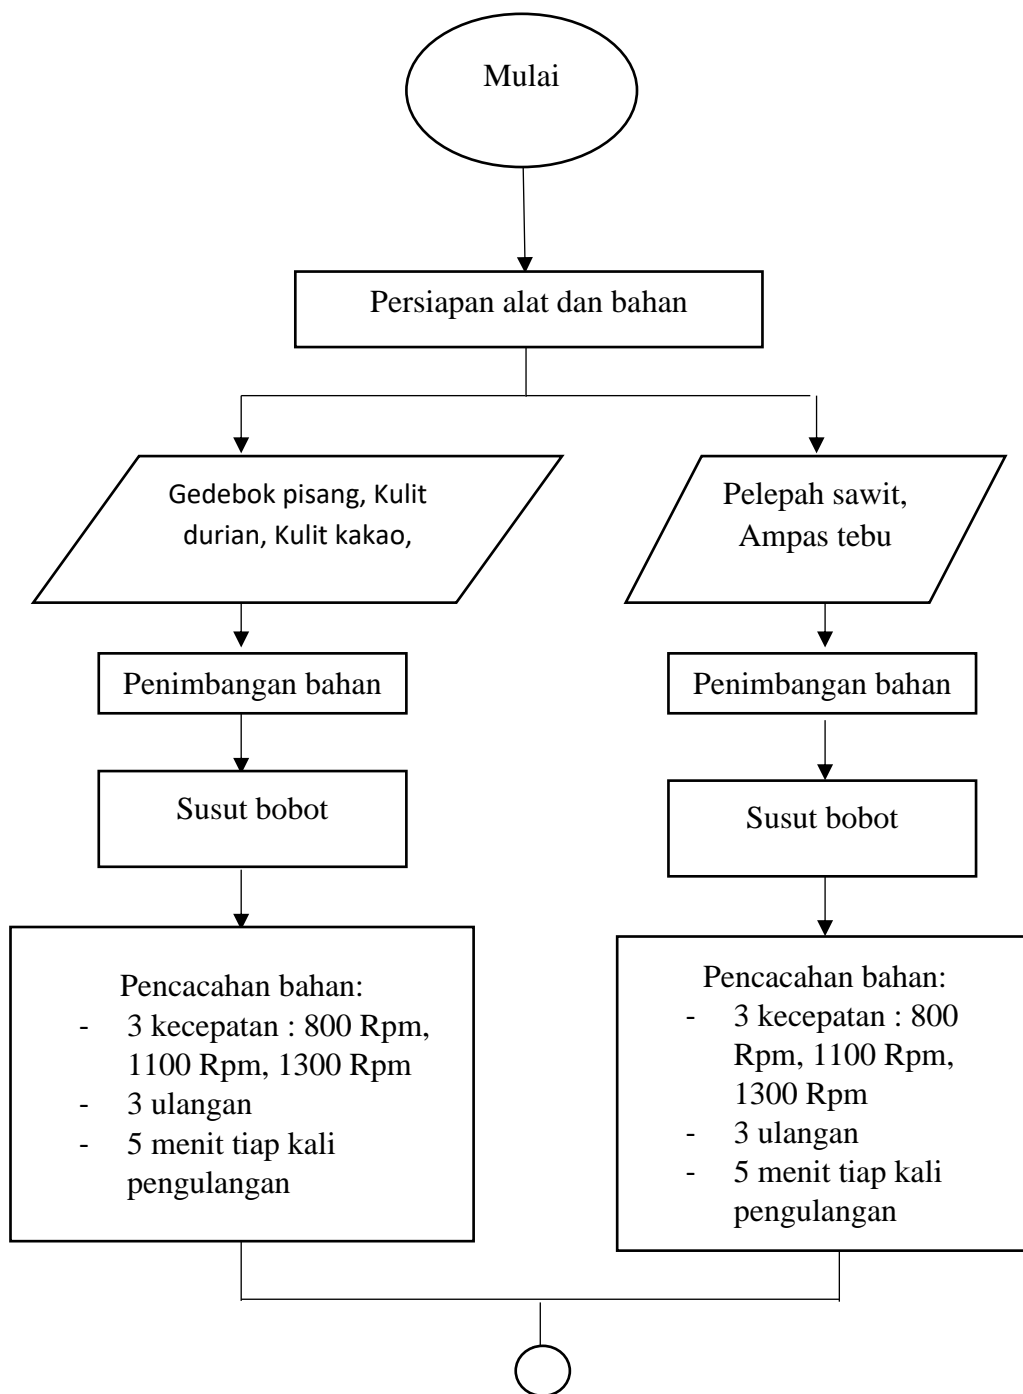 Mulai
Persiapan alat dan bahan
Gedebok pisang, Kulit
durian, Kulit kakao,
Pelepah sawit,
Ampas tebu
Penimbangan bahan
Penimbangan bahan
Susut bobot
Susut bobot
Pencacahan bahan:
- 3 kecepatan : 800 Rpm,
1100 Rpm, 1300 Rpm
- 3 ulangan
- 5 menit tiap kali
pengulangan
Pencacahan bahan:
- 3 kecepatan : 800
Rpm, 1100 Rpm,
1300 Rpm
- 3 ulangan
- 5 menit tiap kali
pengulangan